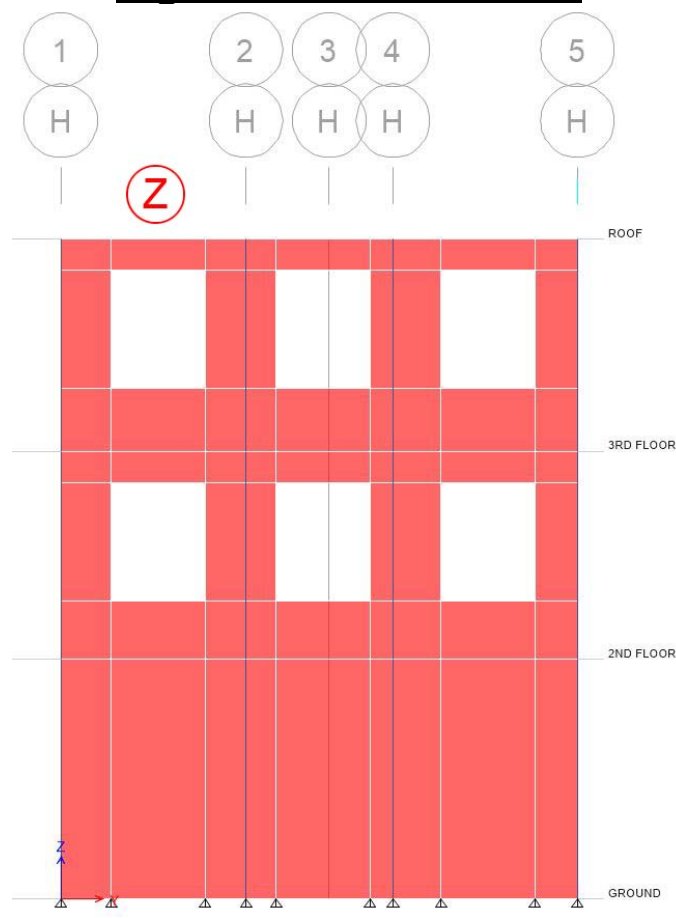 1 2 3 4 5
H H H H H
Z
ROOF
3RD FLOOR
2ND FLOOR
Z
Y
GROUND